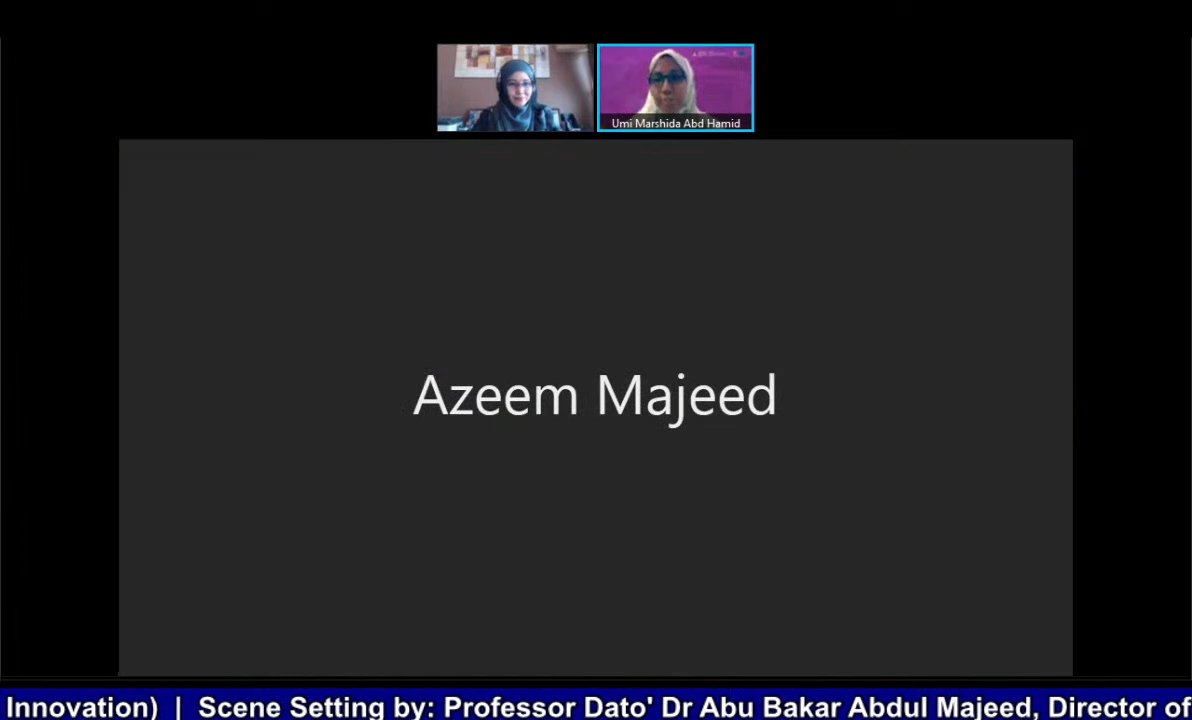 Umi Marshida Abd Hamid
Azeem Majeed
Innovation) | Scene Setting by: Professor Dato' Dr Abu Bakar Abdul Majeed, Director of